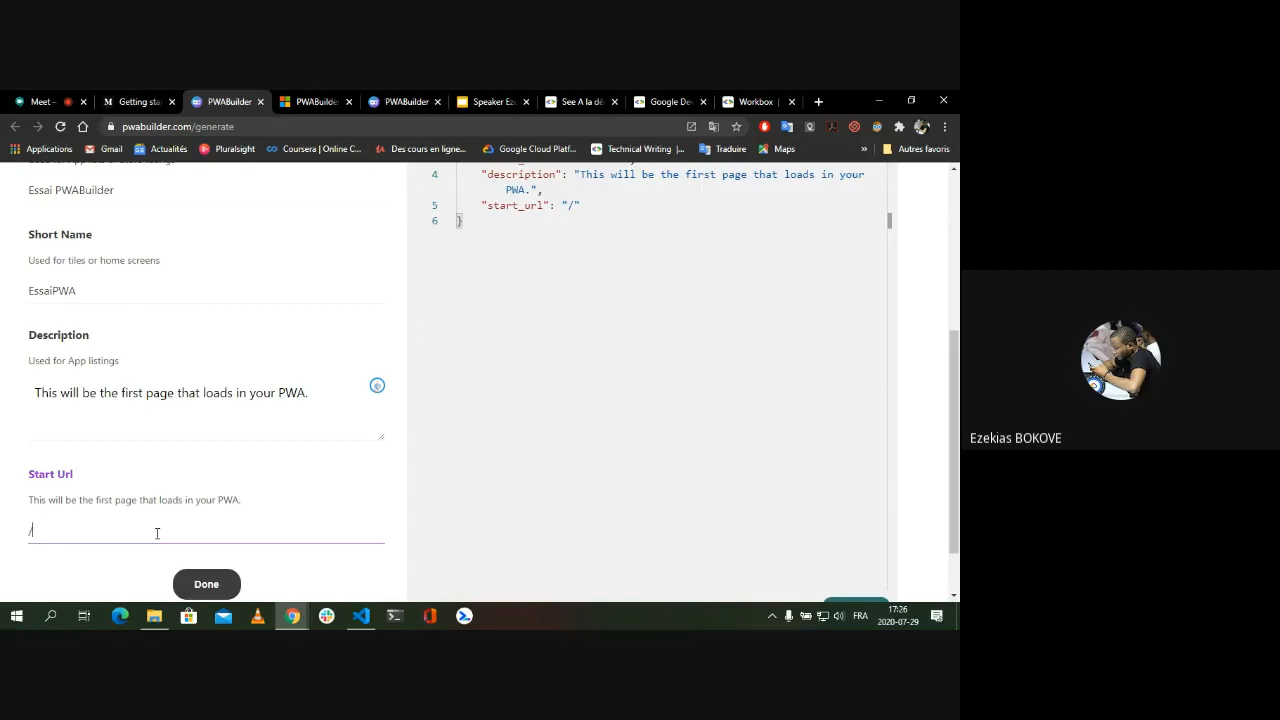 Meet –
Getting sta
PWABuilder
PWABuilde
PWABuilder
Speaker Eze
See A la dé
Google Dev
Workbox |
pwabuilder.com/generate
Applications
Gmail
Actualités
Pluralsight
Coursera | Online C...
Des cours en ligne...
Google Cloud Platf...
Technical Writing |...
Traduire
Maps
»
Autres favoris
Essai PWABuilder
Short Name
Used for tiles or home screens
EssaiPWA
Description
Used for App listings
This will be the first page that loads in your PWA.
Start Url
This will be the first page that loads in your PWA.
/
Done
4 "description": "This will be the first page that loads in your
PWA.",
5 "start_url": "/"
6 }
Ezekias BOKOVE
FRA
17:26
2020-07-29